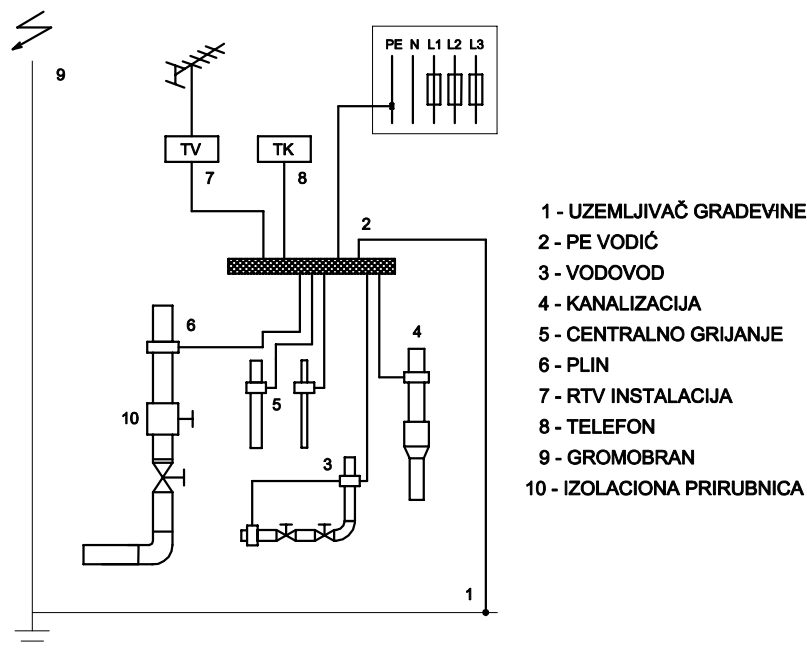 PE N L1 L2 L3
9
TV
TK
7
8
2
6
4
10
5
3
1
1 - UZEMLJIVAČ GRAĐEVINE
2 - PE VODIĆ
3 - VODOVOD
4 - KANALIZACIJA
5 - CENTRALNO GRIJANJE
6 - PLIN
7 - RTV INSTALACIJA
8 - TELEFON
9 - GROMOBRAN
10 - IZOLACIONA PRIRUBNICA